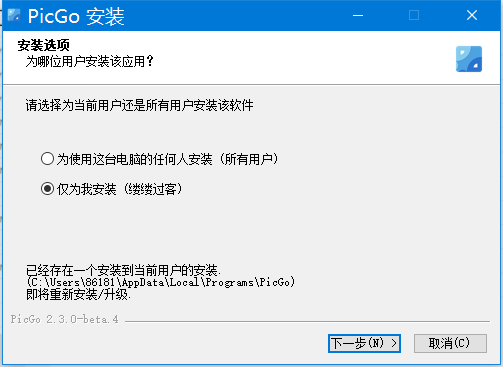 PicGo 安装
安装选项
为哪位用户安装该应用？
请选择为当前用户还是所有用户安装该软件
为使用这台电脑的任何人安装 (所有用户)
仅为我安装 (缕缕过客)
已经存在一个安装到当前用户的安装.
(C:\Users\86181\AppData\Local\Programs\PicGo)
即将重新安装/升级.
PicGo 2.3.0-beta.4
下一步(N) >
取消(C)